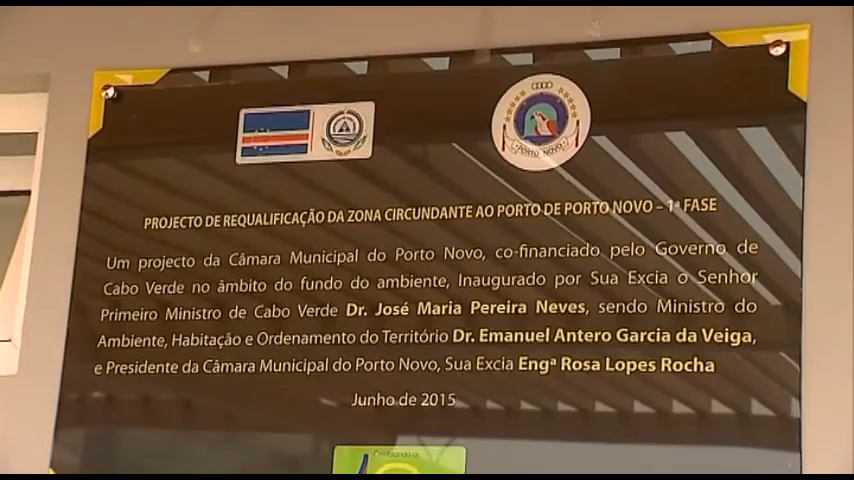 PORTO NOVO
PROJECTO DE REQUALIFICAÇÃO DA ZONA CIRCUNDANTE AO PORTO DE PORTO NOVO – 1ª FASE
Um projecto da Câmara Municipal do Porto Novo, co-financiado pelo Governo de
Cabo Verde no âmbito do fundo do ambiente, Inaugurado por Sua Excia o Senhor
Primeiro Ministro de Cabo Verde Dr. José Maria Pereira Neves, sendo Ministro do
Ambiente, Habitação e Ordenamento do Território Dr. Emanuel Antero Garcia da Veiga,
e Presidente da Câmara Municipal do Porto Novo, Sua Excia Engª Rosa Lopes Rocha
Junho de 2015